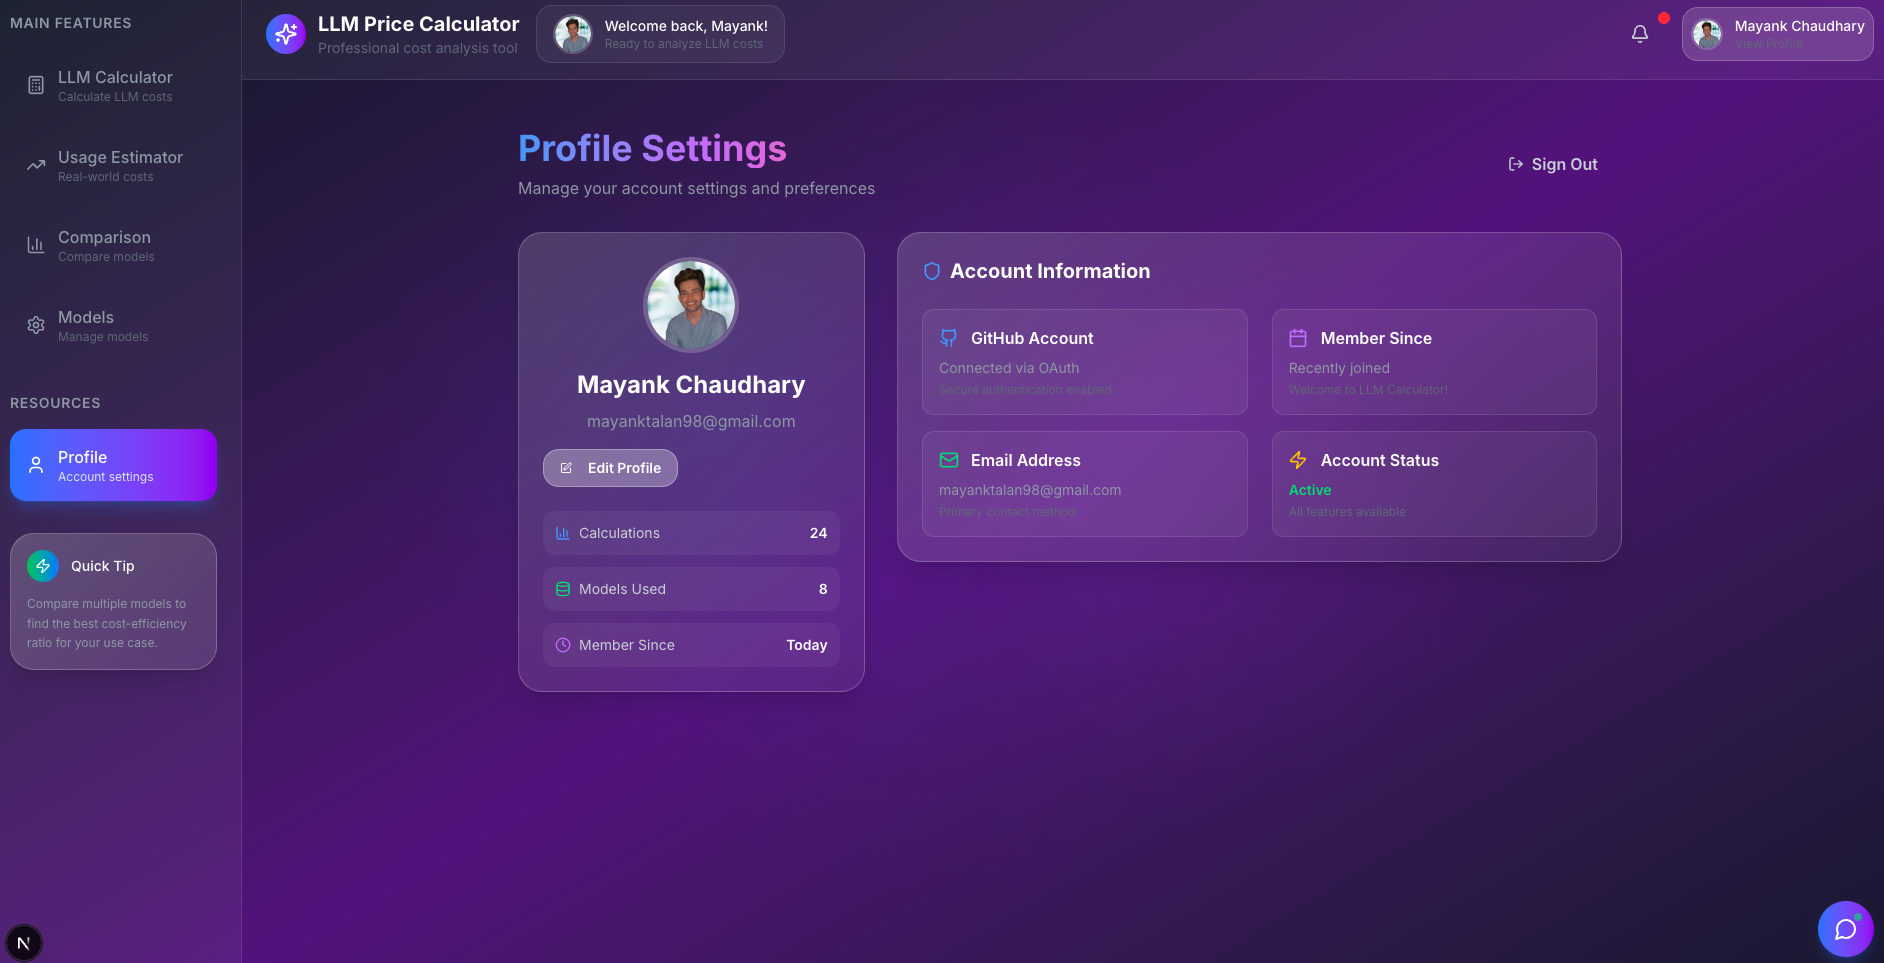 MAIN FEATURES
LLM Calculator
Calculate LLM costs
Usage Estimator
Real-world costs
Comparison
Compare models
Models
Manage models
RESOURCES
Profile
Account settings
Quick Tip
Compare multiple models to
find the best cost-efficiency
ratio for your use case.
N
LLM Price Calculator
Professional cost analysis tool
Welcome back, Mayank!
Ready to analyze LLM costs
Mayank Chaudhary
View Profile
Profile Settings
Manage your account settings and preferences
Sign Out
Mayank Chaudhary
mayanktalan98@gmail.com
Edit Profile
Calculations 24
Models Used 8
Member Since Today
Account Information
GitHub Account
Connected via OAuth
Secure authentication enabled
Member Since
Recently joined
Welcome to LLM Calculator!
Email Address
mayanktalan98@gmail.com
Primary contact method
Account Status
Active
All features available